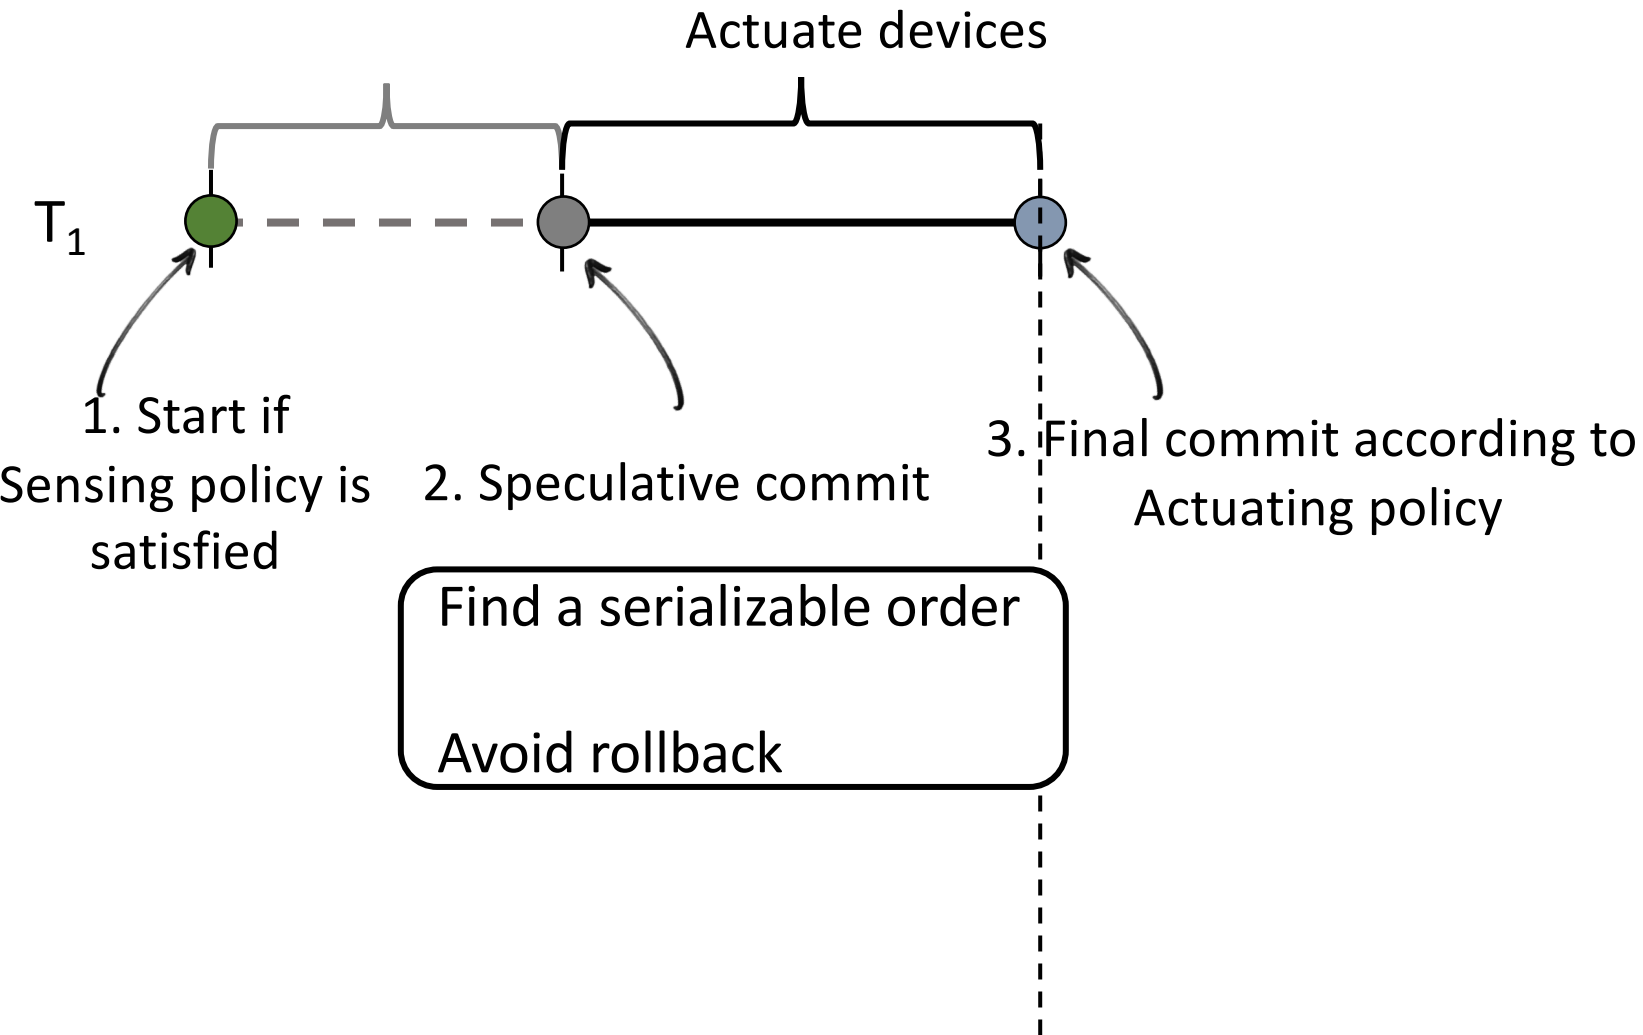 Actuate devices
T1
1. Start if
Sensing policy is
satisfied
2. Speculative commit
3. Final commit according to
Actuating policy
Find a serializable order
Avoid rollback